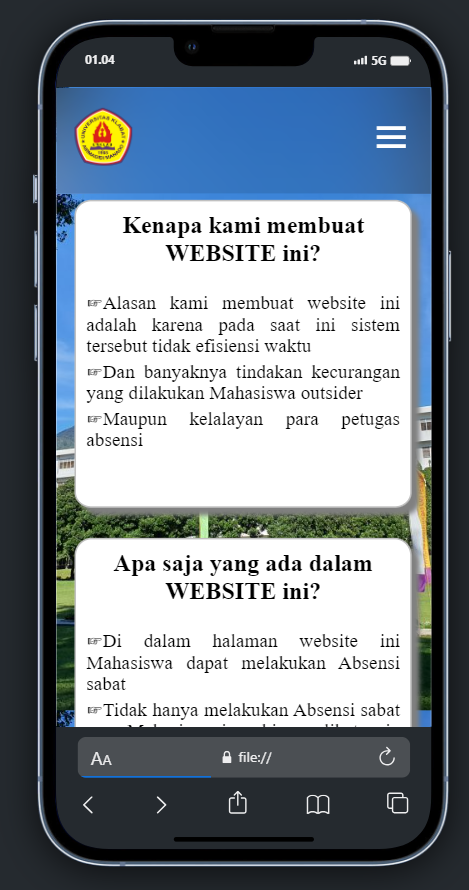 01.04
5G
UNIVERSITAS KLABAT
Kenapa kami membuat
WEBSITE ini?
☞Alasan kami membuat website ini
adalah karena pada saat ini sistem
tersebut tidak efisiensi waktu
☞Dan banyaknya tindakan kecurangan
yang dilakukan Mahasiswa outsider
☞Maupun kelalayan para petugas
absensi
Apa saja yang ada dalam
WEBSITE ini?
☞Di dalam halaman website ini
Mahasiswa dapat melakukan Absensi
sabat
☞Tidak hanya melakukan Absensi sabat
AA
file://